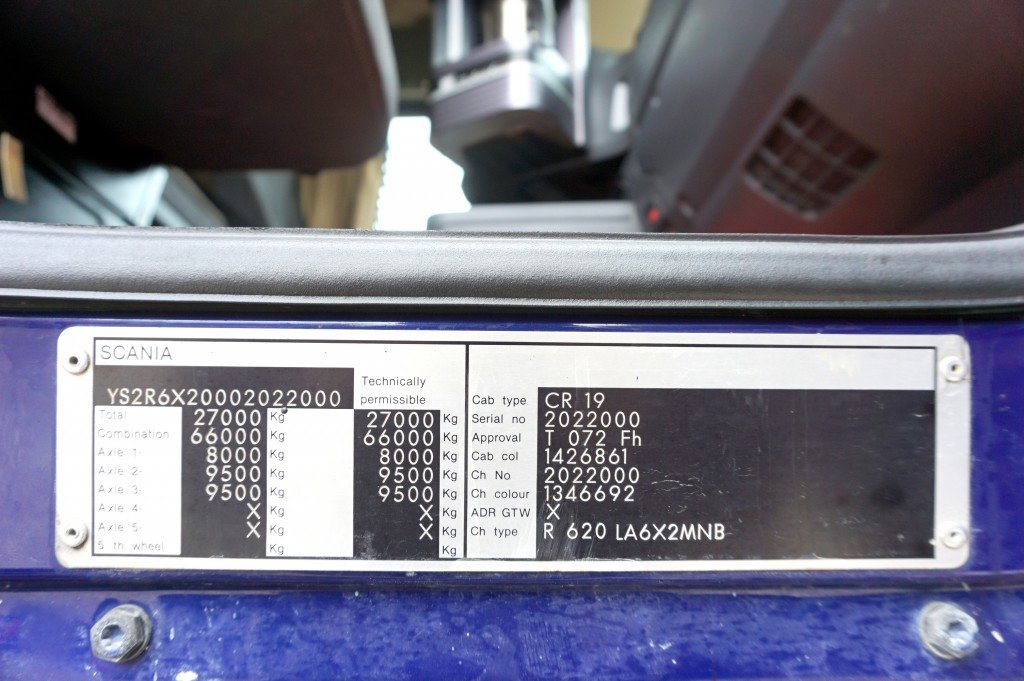 SCANIA
Technically
permissible
YS2R6X20002022000
Total 27000 Kg 27000 Kg
Combination 66000 Kg 66000 Kg
Axle 1- 8000 Kg 8000 Kg
Axle 2- 9500 Kg 9500 Kg
Axle 3- 9500 Kg 9500 Kg
Axle 4- X Kg X Kg
Axle 5- X Kg X Kg
5 th wheel Kg Kg
Cab type CR 19
Serial no 2022000
Approval T 072 Fh
Cab col 1426861
Ch No 2022000
Ch colour 1346692
ADR GTW X
Ch type R 620 LA6X2MNB